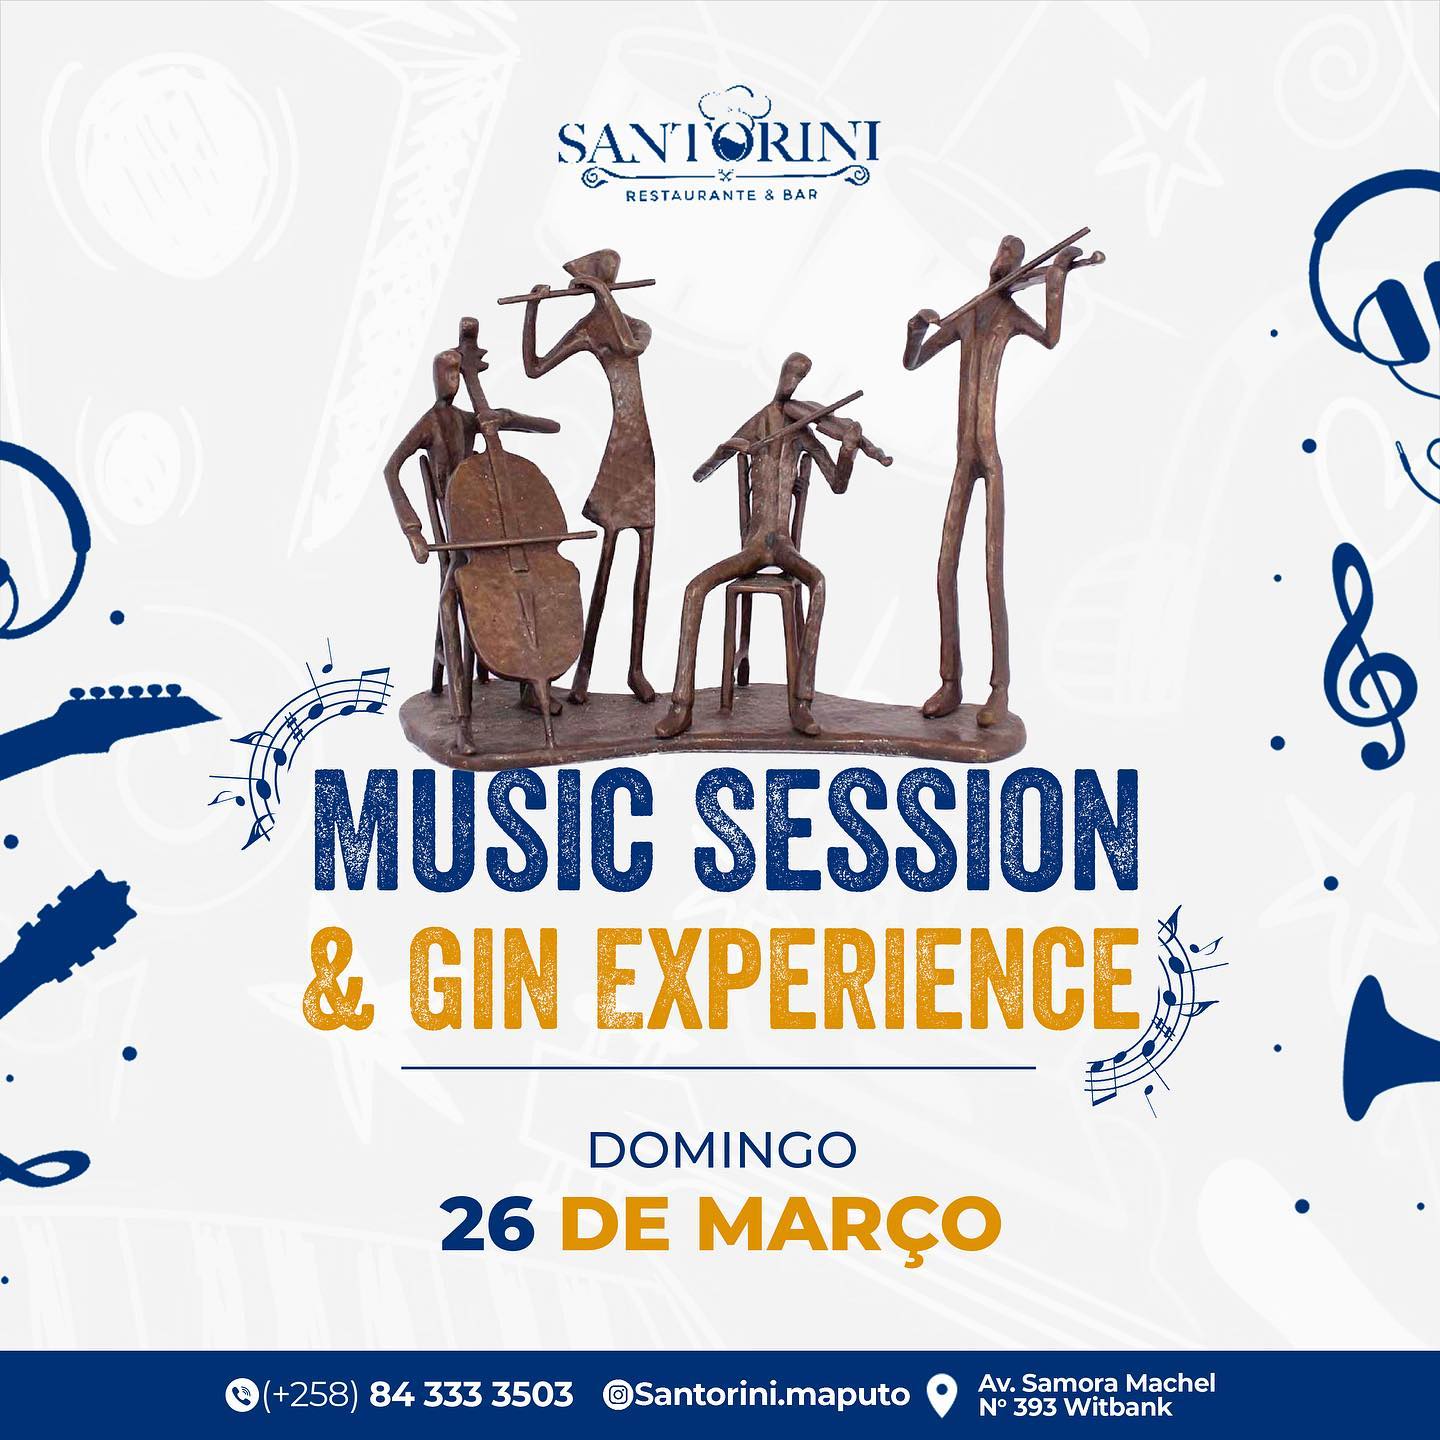 SANTORINI
RESTAURANTE & BAR
MUSIC SESSION
& GIN EXPERIENCE
DOMINGO
26 DE MARÇO
(+258) 84 333 3503
Santorini.maputo
Av. Samora Machel
Nº 393 Witbank